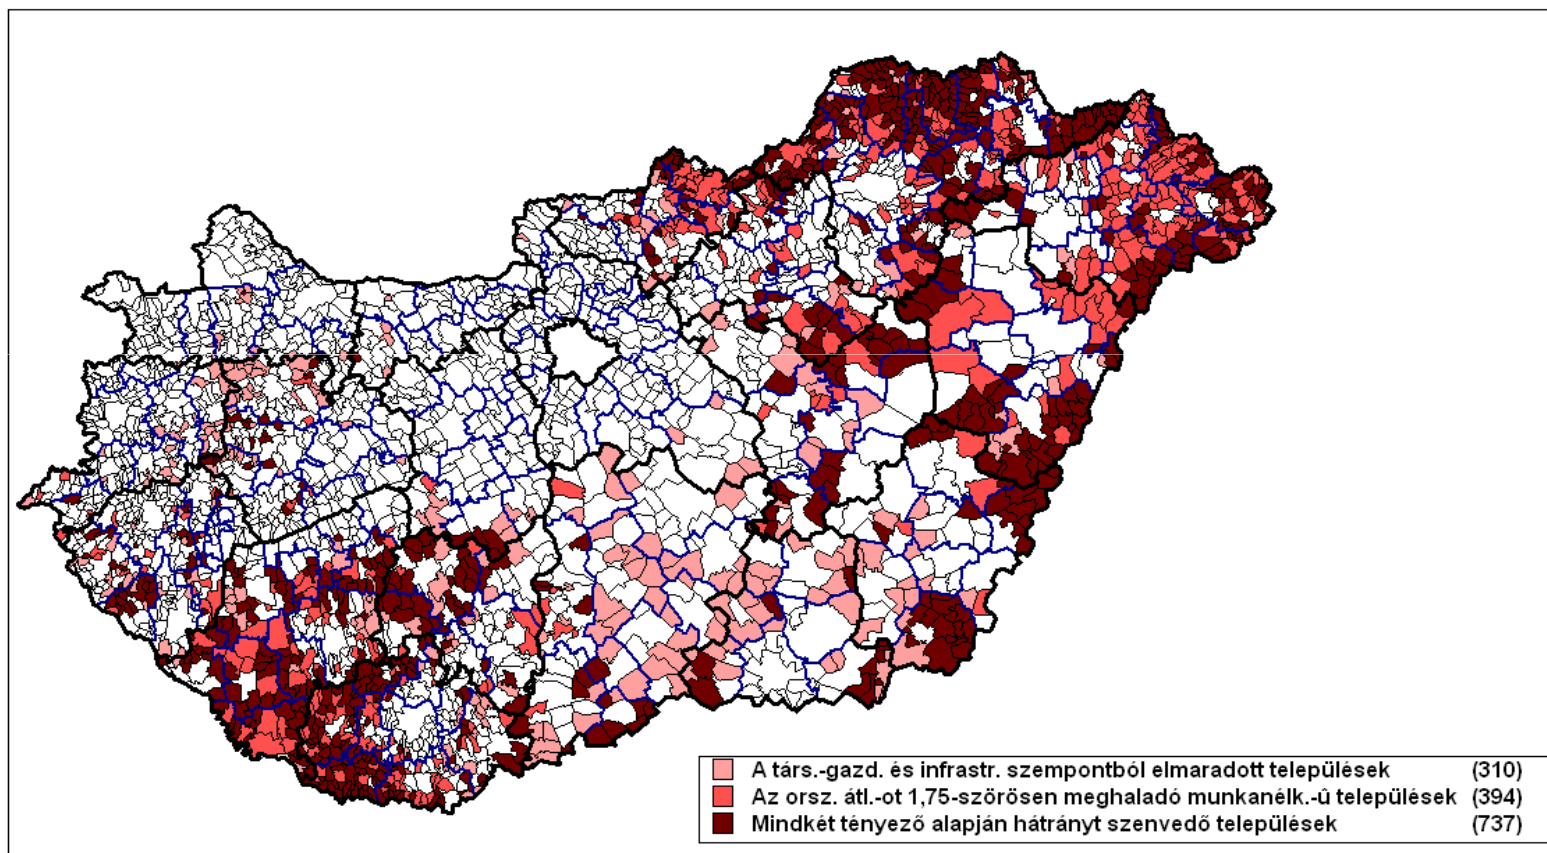 A társ.-gazd. és infrastr. szempontból elmaradott települések (310)
Az orsz. átl.-ot 1,75-szörösen meghaladó munkanélk.-û települések (394)
Mindkét tényező alapján hátrányt szenvedő települések (737)